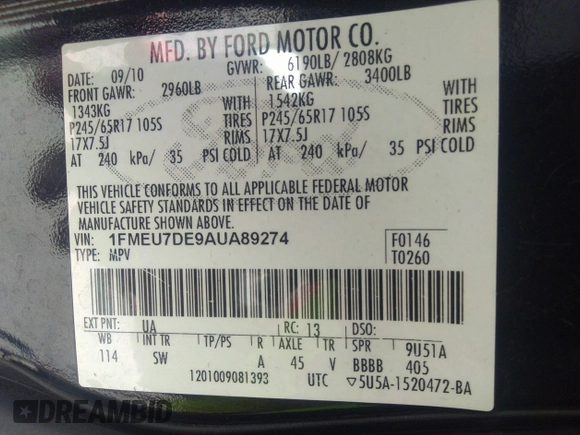 MFD. BY FORD MOTOR CO.
DATE: 09/10 GVWR: 6190LB/ 2808KG
FRONT GAWR: 2960LB REAR GAWR: 3400LB
1343KG WITH 1542KG WITH
P245/65R17 105S TIRES P245/65R17 105S TIRES
17X7.5J RIMS 17X7.5J RIMS
AT 240 kPa/ 35 PSI COLD AT 240 kPa/ 35 PSI COLD
THIS VEHICLE CONFORMS TO ALL APPLICABLE FEDERAL MOTOR
VEHICLE SAFETY STANDARDS IN EFFECT ON THE DATE OF
MANUFACTURE SHOWN ABOVE.
VIN: 1FMEU7DE9AUA89274 F0146
TYPE: MPV T0260
EXT PNT: UA RC: 13 DSO:
WB INT TR TP/PS R AXLE TR SPR 9U51A
114 SW A 45 V BBBB 405
1201009081393 UTC ▽5U5A-1520472-BA
DREAMBID